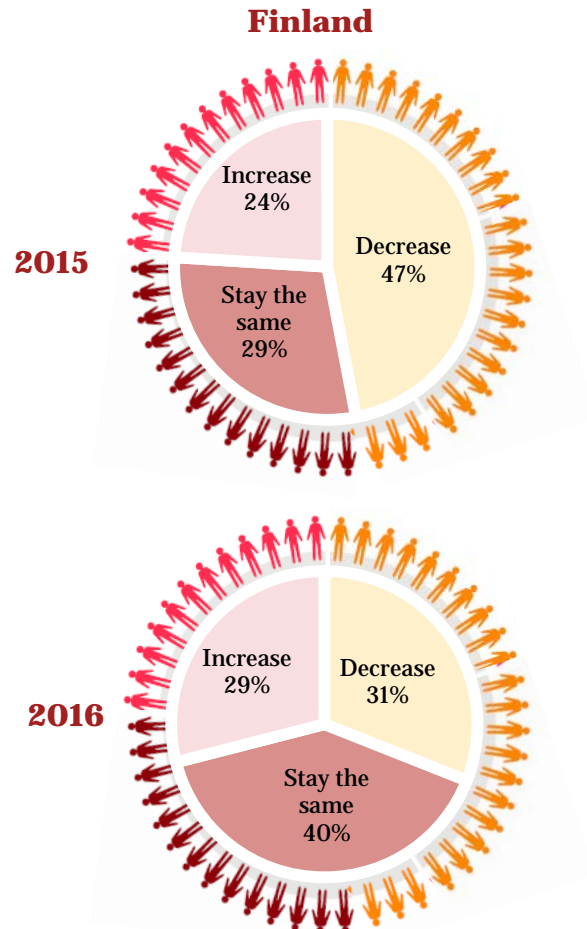 Finland
2015
Increase
24%
Decrease
47%
Stay the
same
29%
2016
Increase
29%
Decrease
31%
Stay the
same
40%